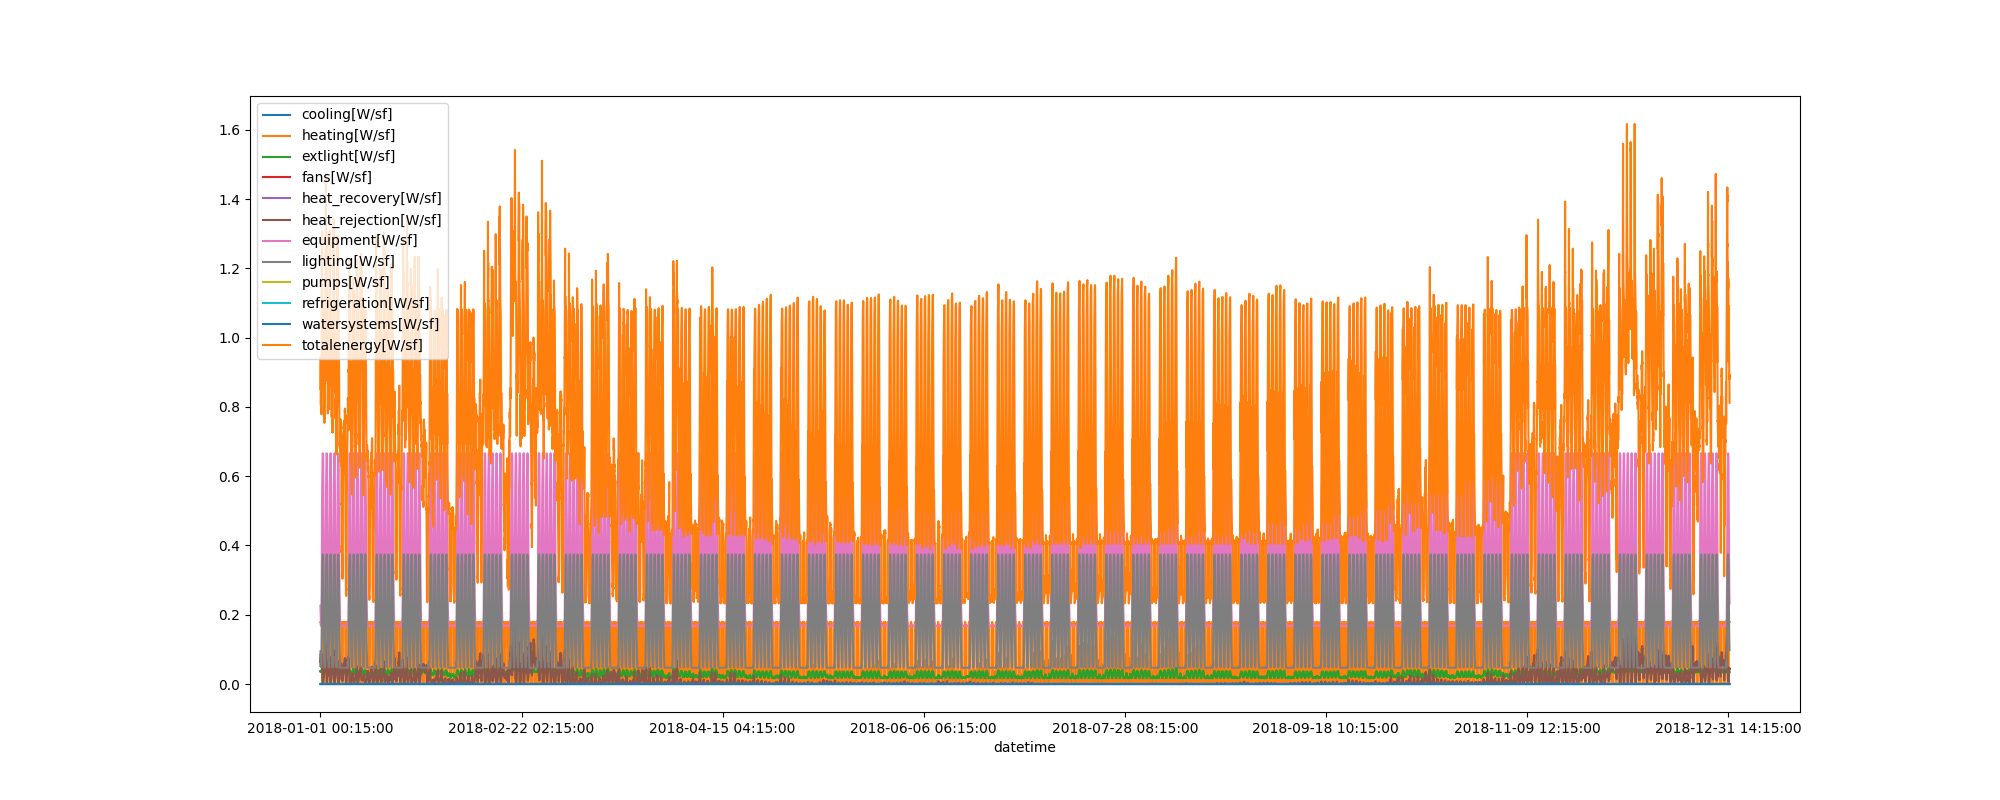 cooling[W/sf]
heating[W/sf]
extlight[W/sf]
fans[W/sf]
heat_recovery[W/sf]
heat_rejection[W/sf]
equipment[W/sf]
lighting[W/sf]
pumps[W/sf]
refrigeration[W/sf]
watersystems[W/sf]
totalenergy[W/sf]
1.6
1.4
1.2
1.0
0.8
0.6
0.4
0.2
0.0
2018-01-01 00:15:00 2018-02-22 02:15:00 2018-04-15 04:15:00 2018-06-06 06:15:00 2018-07-28 08:15:00 2018-09-18 10:15:00 2018-11-09 12:15:00 2018-12-31 14:15:00
datetime